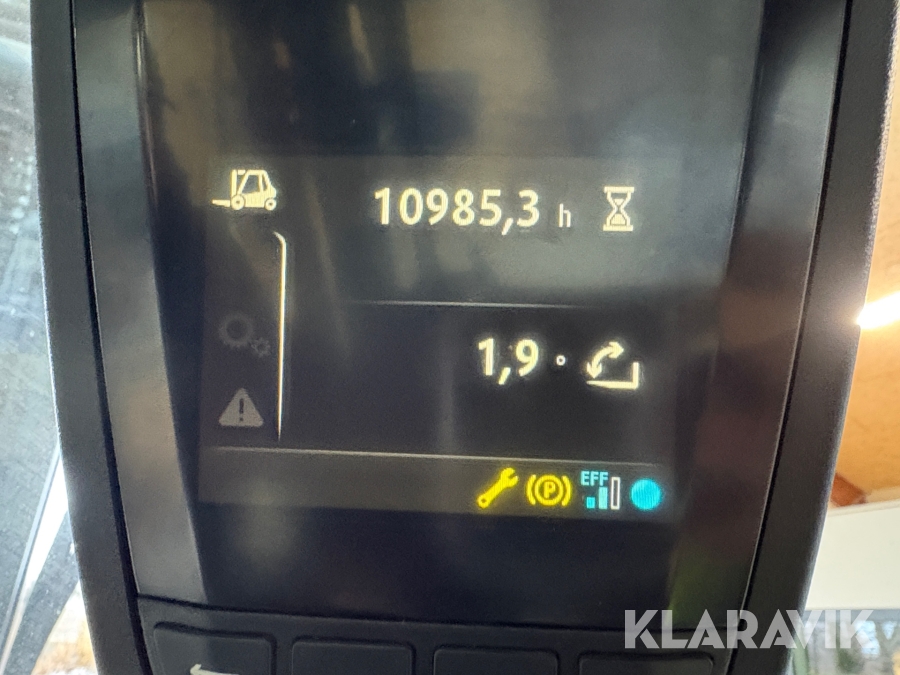 10985,3 h
1,9 °
P
EFF
KLARAVIK